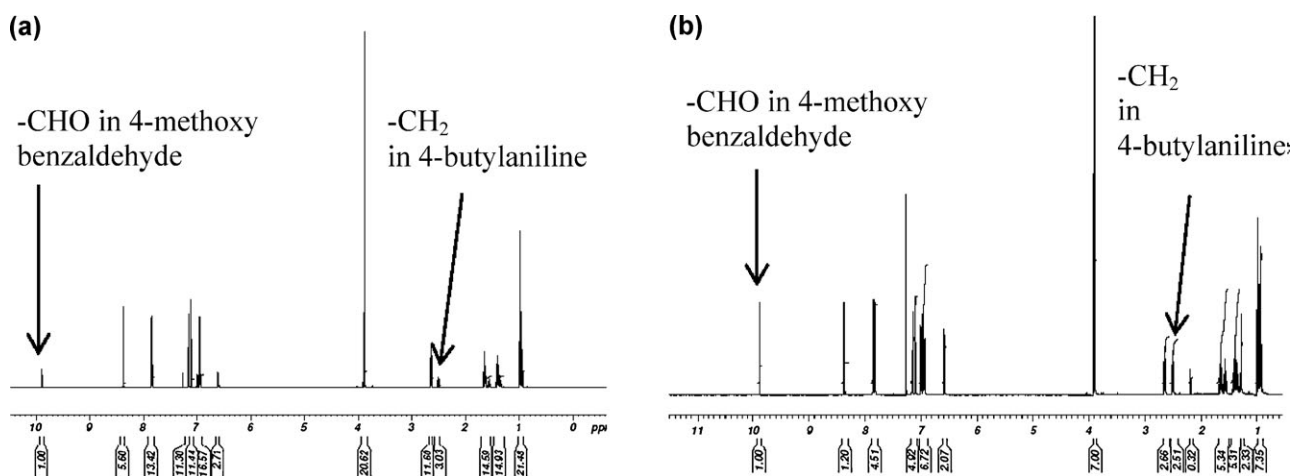 (a)
-CHO in 4-methoxy
benzaldehyde
-CH₂
in 4-butylaniline
10 9 8 7 6 5 4 3 2 1 0 ppm
1.00 5.60 13.42 11.30 11.44 16.57 2.71 20.62 11.69 3.03 14.50 14.93 21.48
(b)
-CHO in 4-methoxy
benzaldehyde
-CH₂
in
4-butylaniline
11 10 9 8 7 6 5 4 3 2 1
1.00 1.20 4.51 4.92 6.72 2.07 7.00 2.66 2.51 0.32 5.34 5.31 2.33 7.35